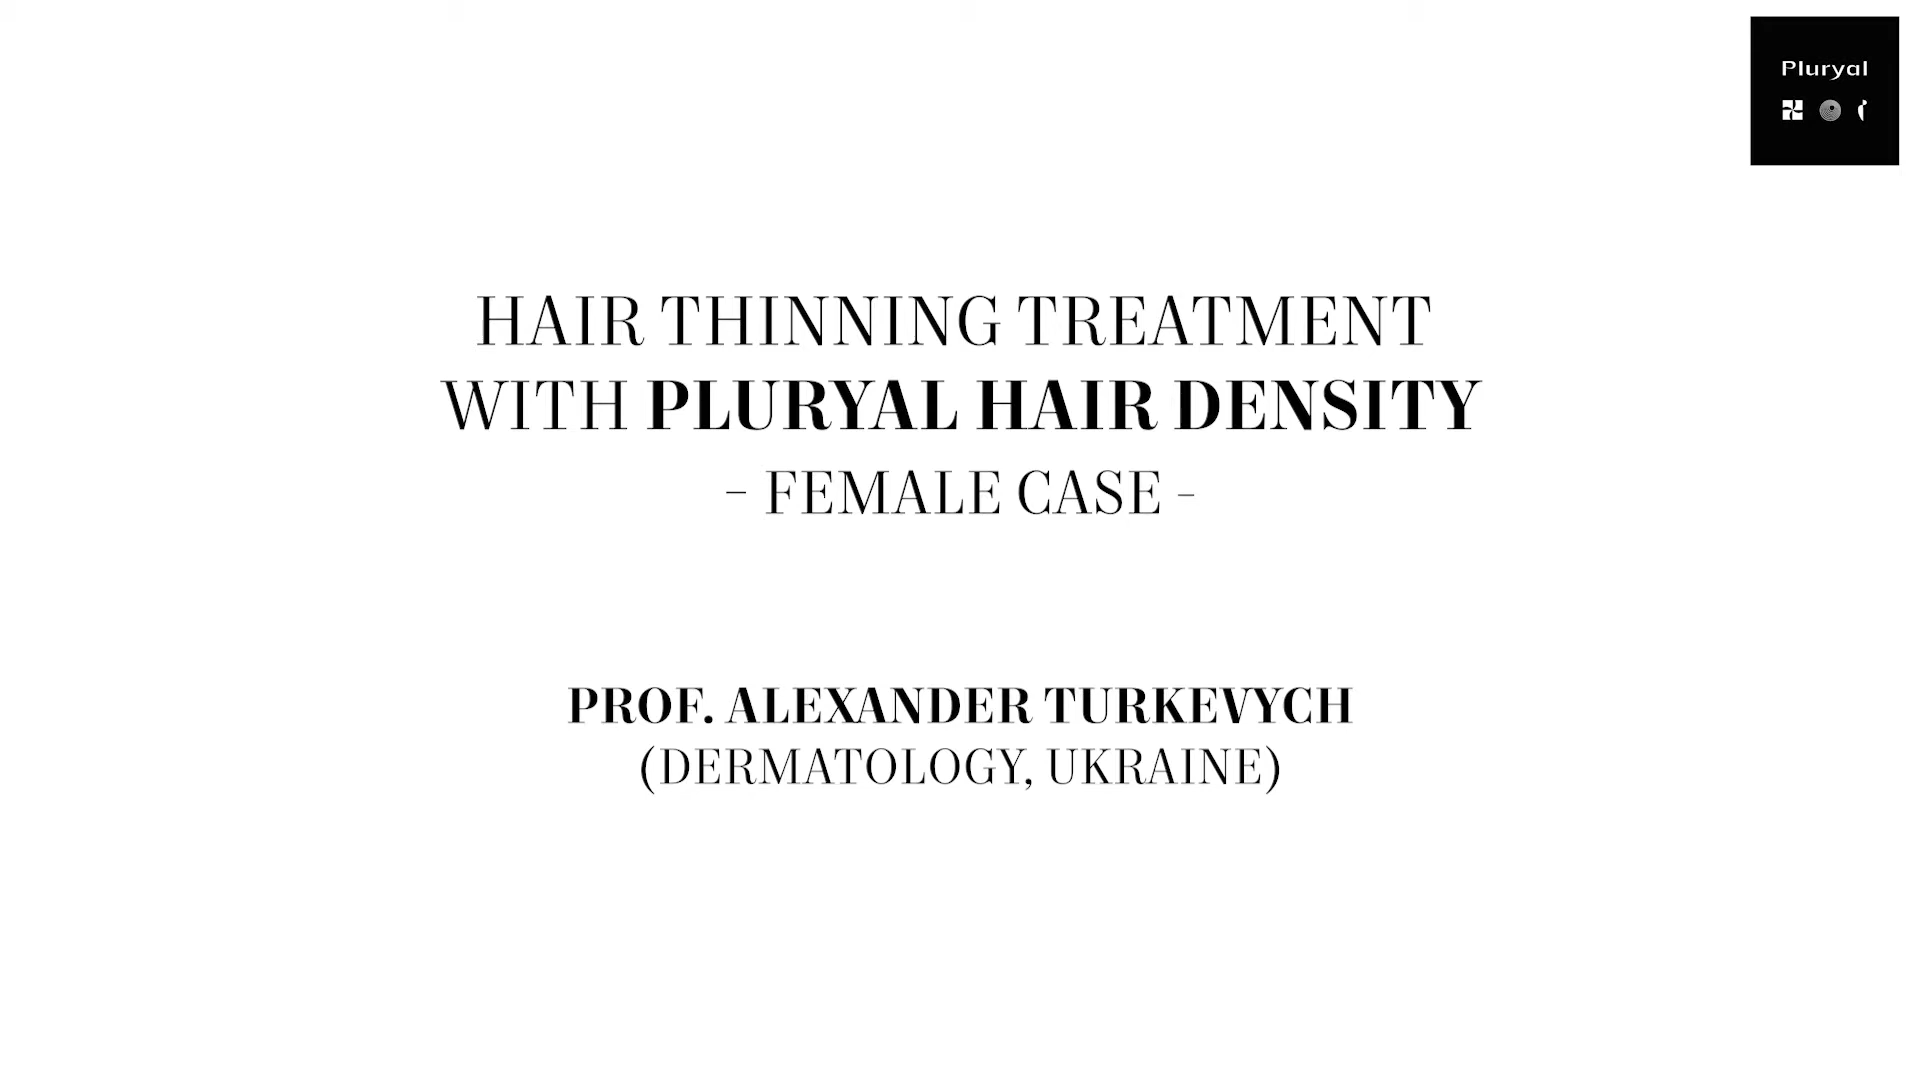 Pluryal
HAIR THINNING TREATMENT
WITH PLURYAL HAIR DENSITY
– FEMALE CASE -
PROF. ALEXANDER TURKEVYCH
(DERMATOLOGY, UKRAINE)